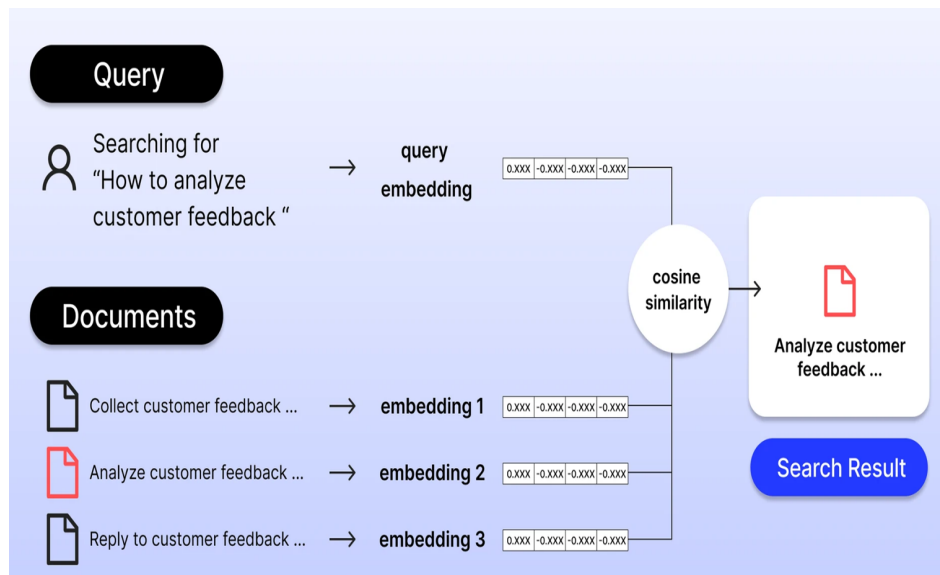 Query
Searching for
“How to analyze
customer feedback “
query
embedding
0.XXX -0.XXX -0.XXX -0.XXX
cosine
similarity
Analyze customer
feedback ...
Search Result
Documents
Collect customer feedback ...
embedding 1
0.XXX -0.XXX -0.XXX -0.XXX
Analyze customer feedback ...
embedding 2
0.XXX -0.XXX -0.XXX -0.XXX
Reply to customer feedback ...
embedding 3
0.XXX -0.XXX -0.XXX -0.XXX